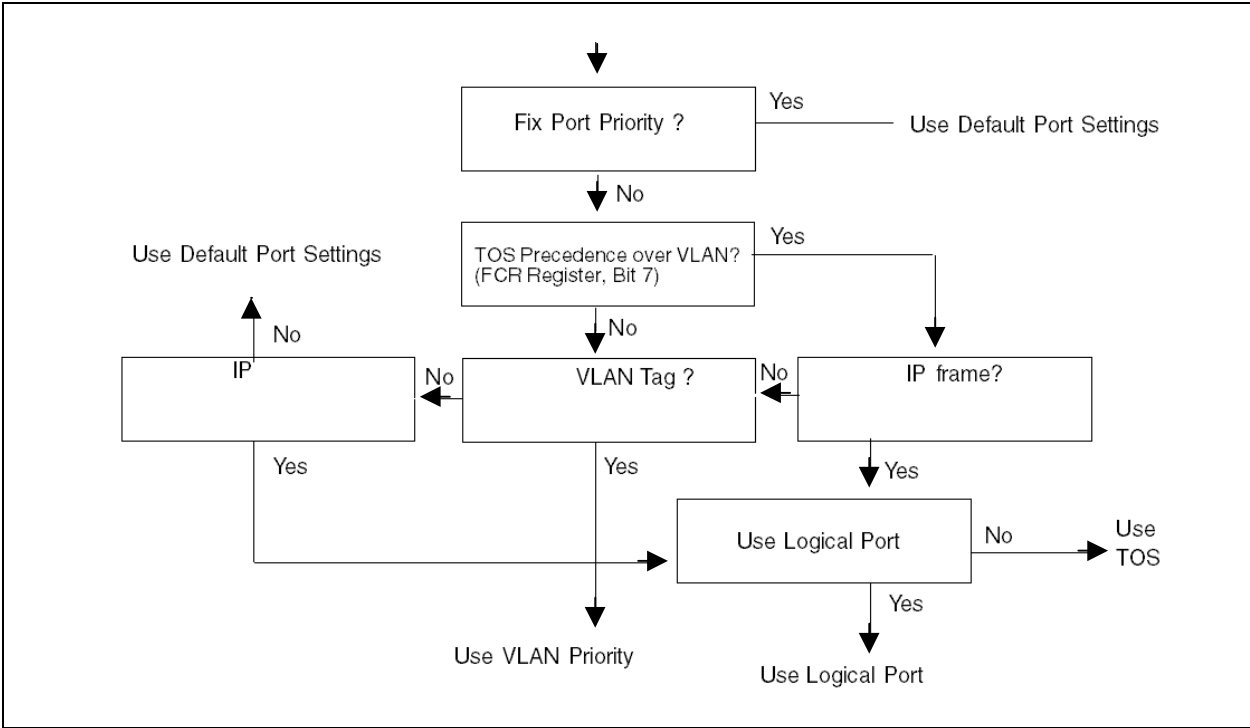 Fix Port Priority ?
Yes
Use Default Port Settings
No
Use Default Port Settings
TOS Precedence over VLAN?
(FCR Register, Bit 7)
Yes
No
No
IP
No
VLAN Tag ?
No
IP frame?
Yes
Yes
Yes
Use Logical Port
No
Use
TOS
Yes
Use VLAN Priority
Use Logical Port